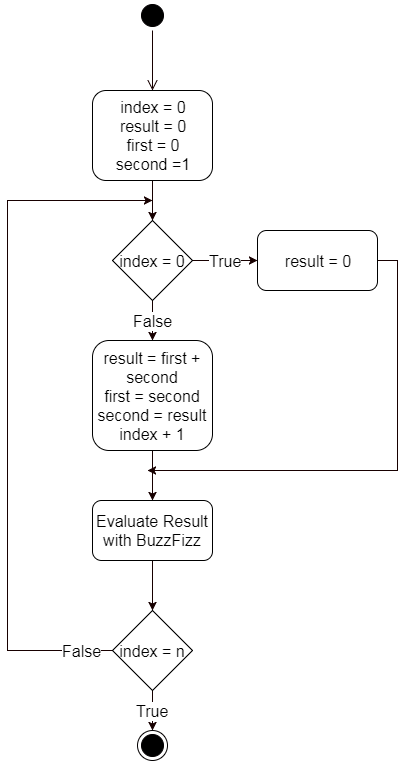 index = 0
result = 0
first = 0
second =1
index = 0
True
result = 0
False
result = first +
second
first = second
second = result
index + 1
Evaluate Result
with BuzzFizz
False
index = n
True